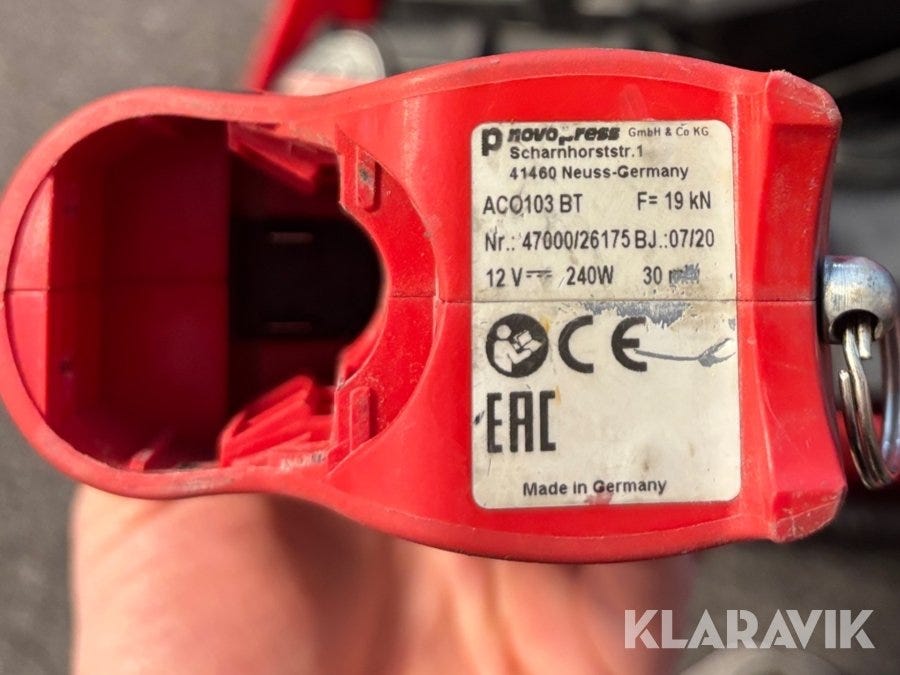 p novopress GmbH & Co KG
Scharnhorststr.1
41460 Neuss-Germany
ACO103 BT F= 19 kN
Nr.: 47000/26175 BJ.:07/20
12 V 240W 30
CE
EAC
Made in Germany
KLARAVIK